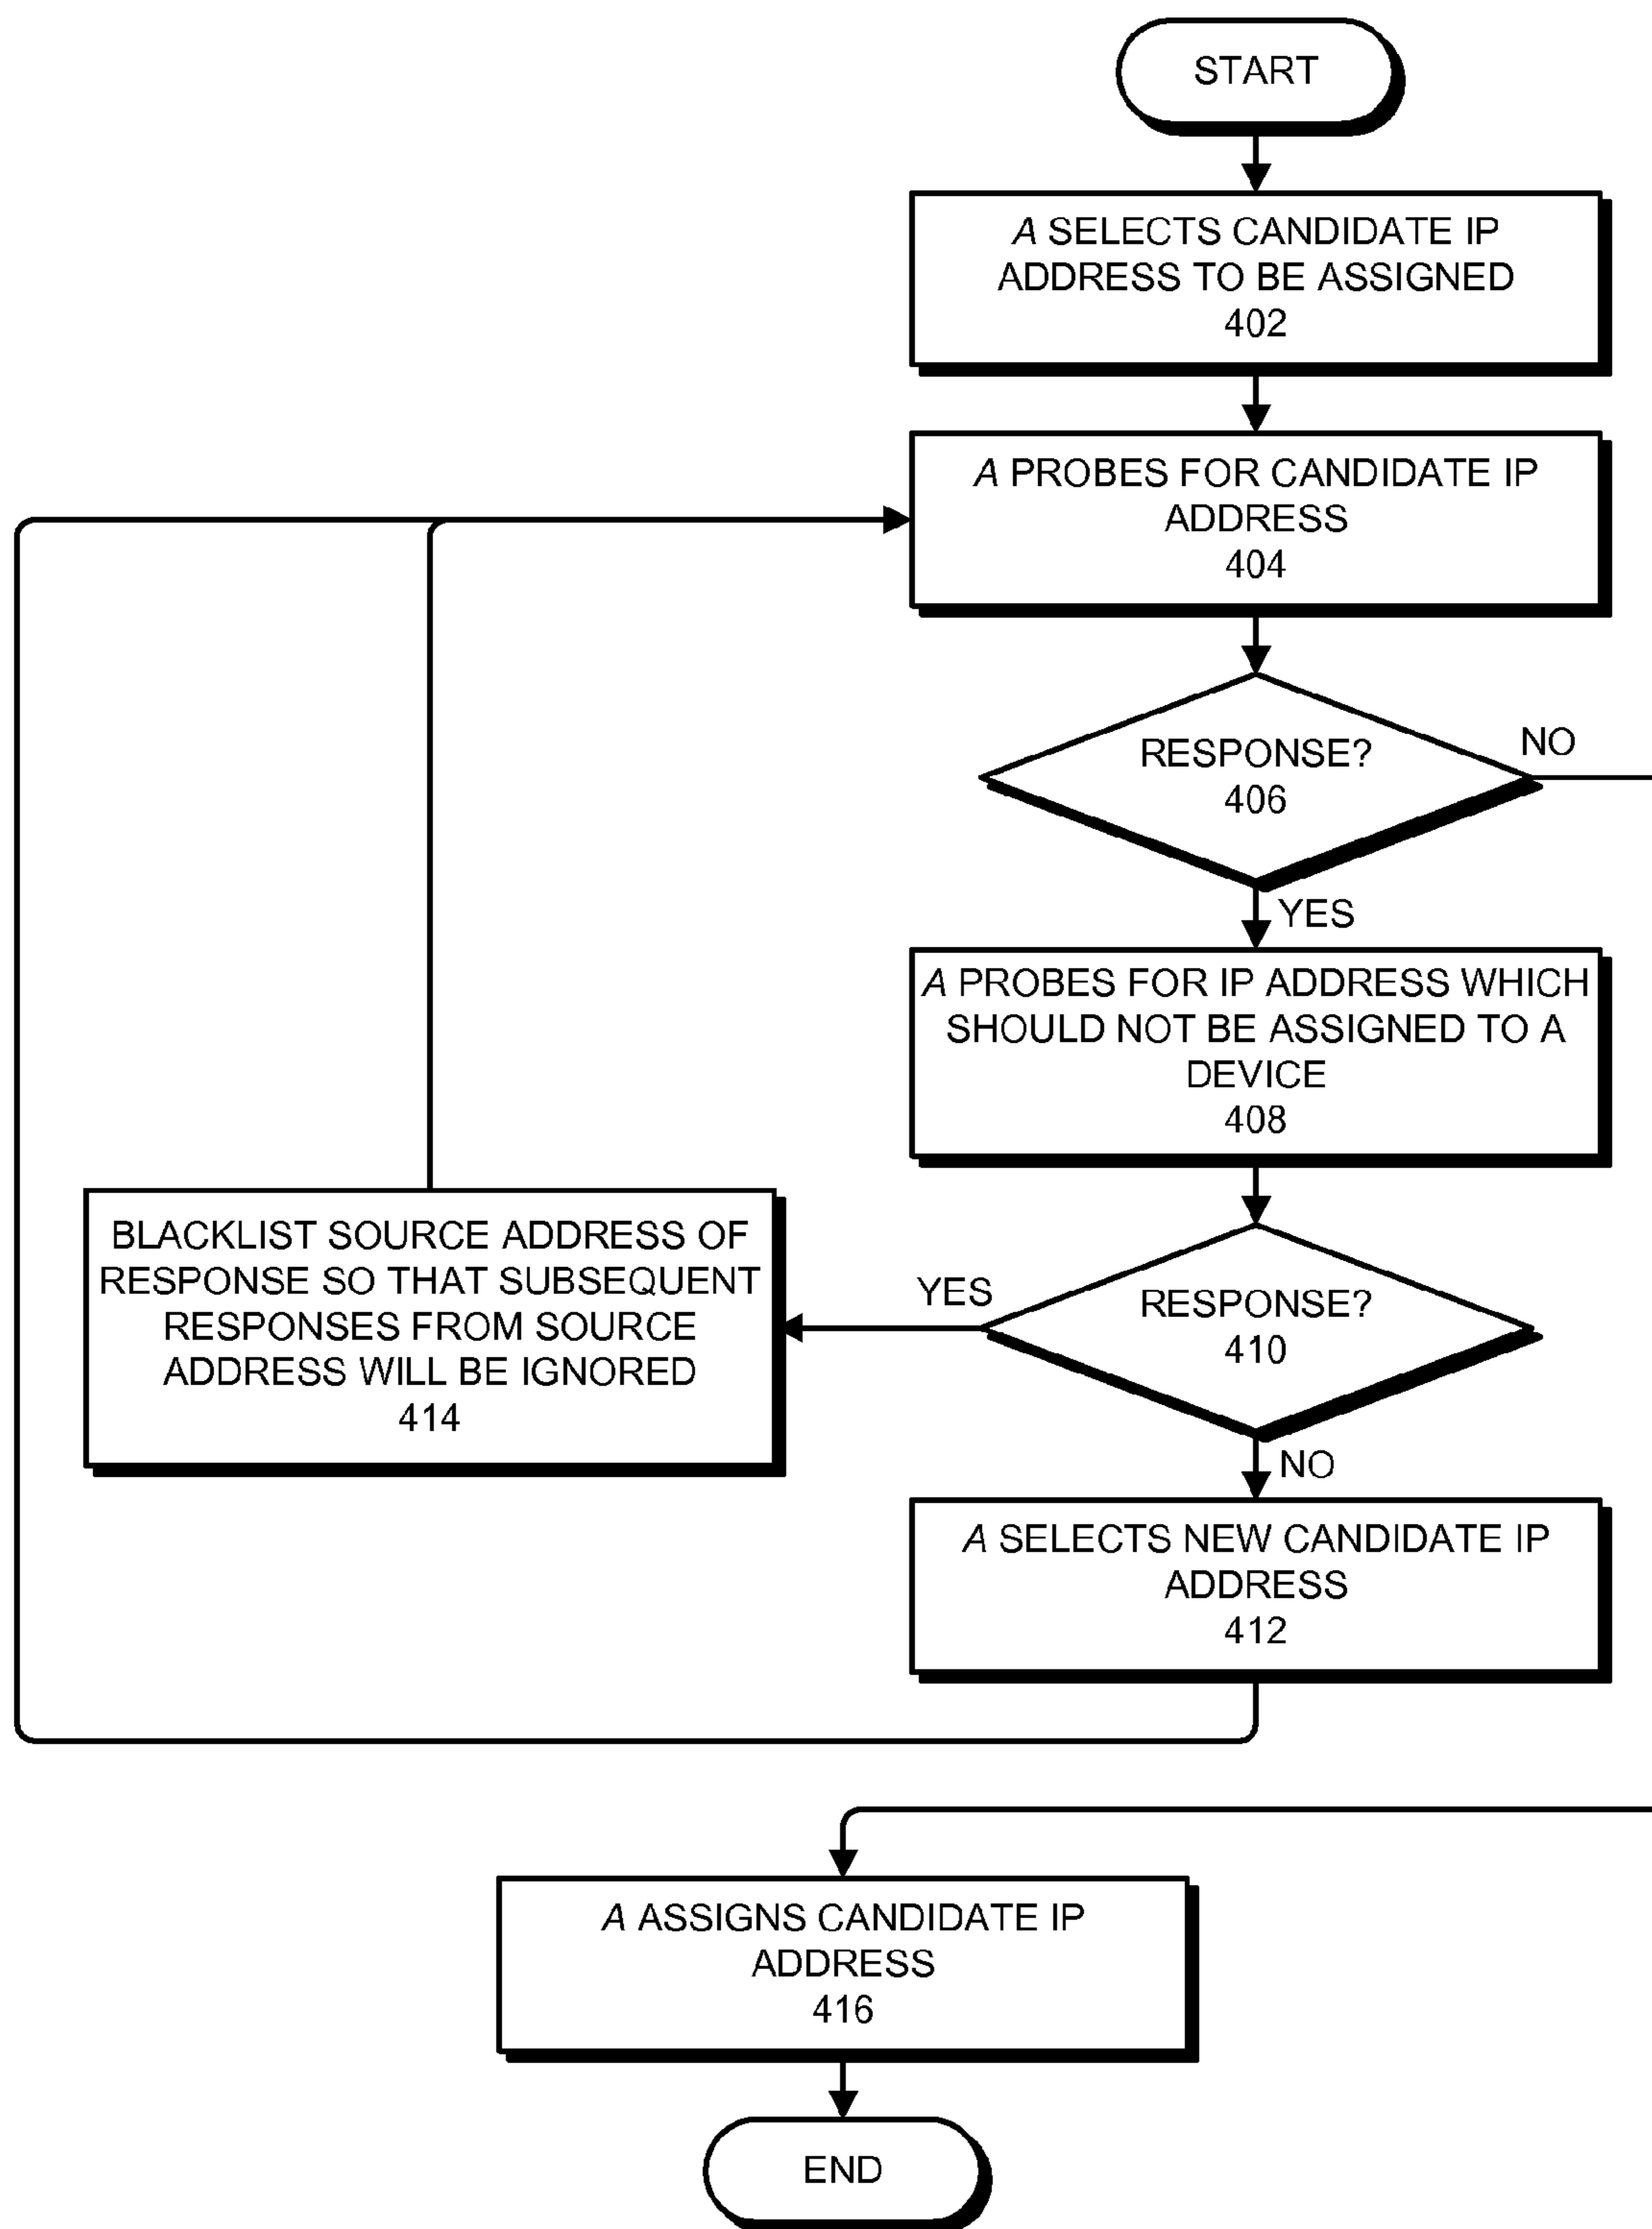 START
A SELECTS CANDIDATE IP
ADDRESS TO BE ASSIGNED
402
A PROBES FOR CANDIDATE IP
ADDRESS
404
RESPONSE?
406
NO
YES
A PROBES FOR IP ADDRESS WHICH
SHOULD NOT BE ASSIGNED TO A
DEVICE
408
RESPONSE?
410
YES
BLACKLIST SOURCE ADDRESS OF
RESPONSE SO THAT SUBSEQUENT
RESPONSES FROM SOURCE
ADDRESS WILL BE IGNORED
414
NO
A SELECTS NEW CANDIDATE IP
ADDRESS
412
A ASSIGNS CANDIDATE IP
ADDRESS
416
END